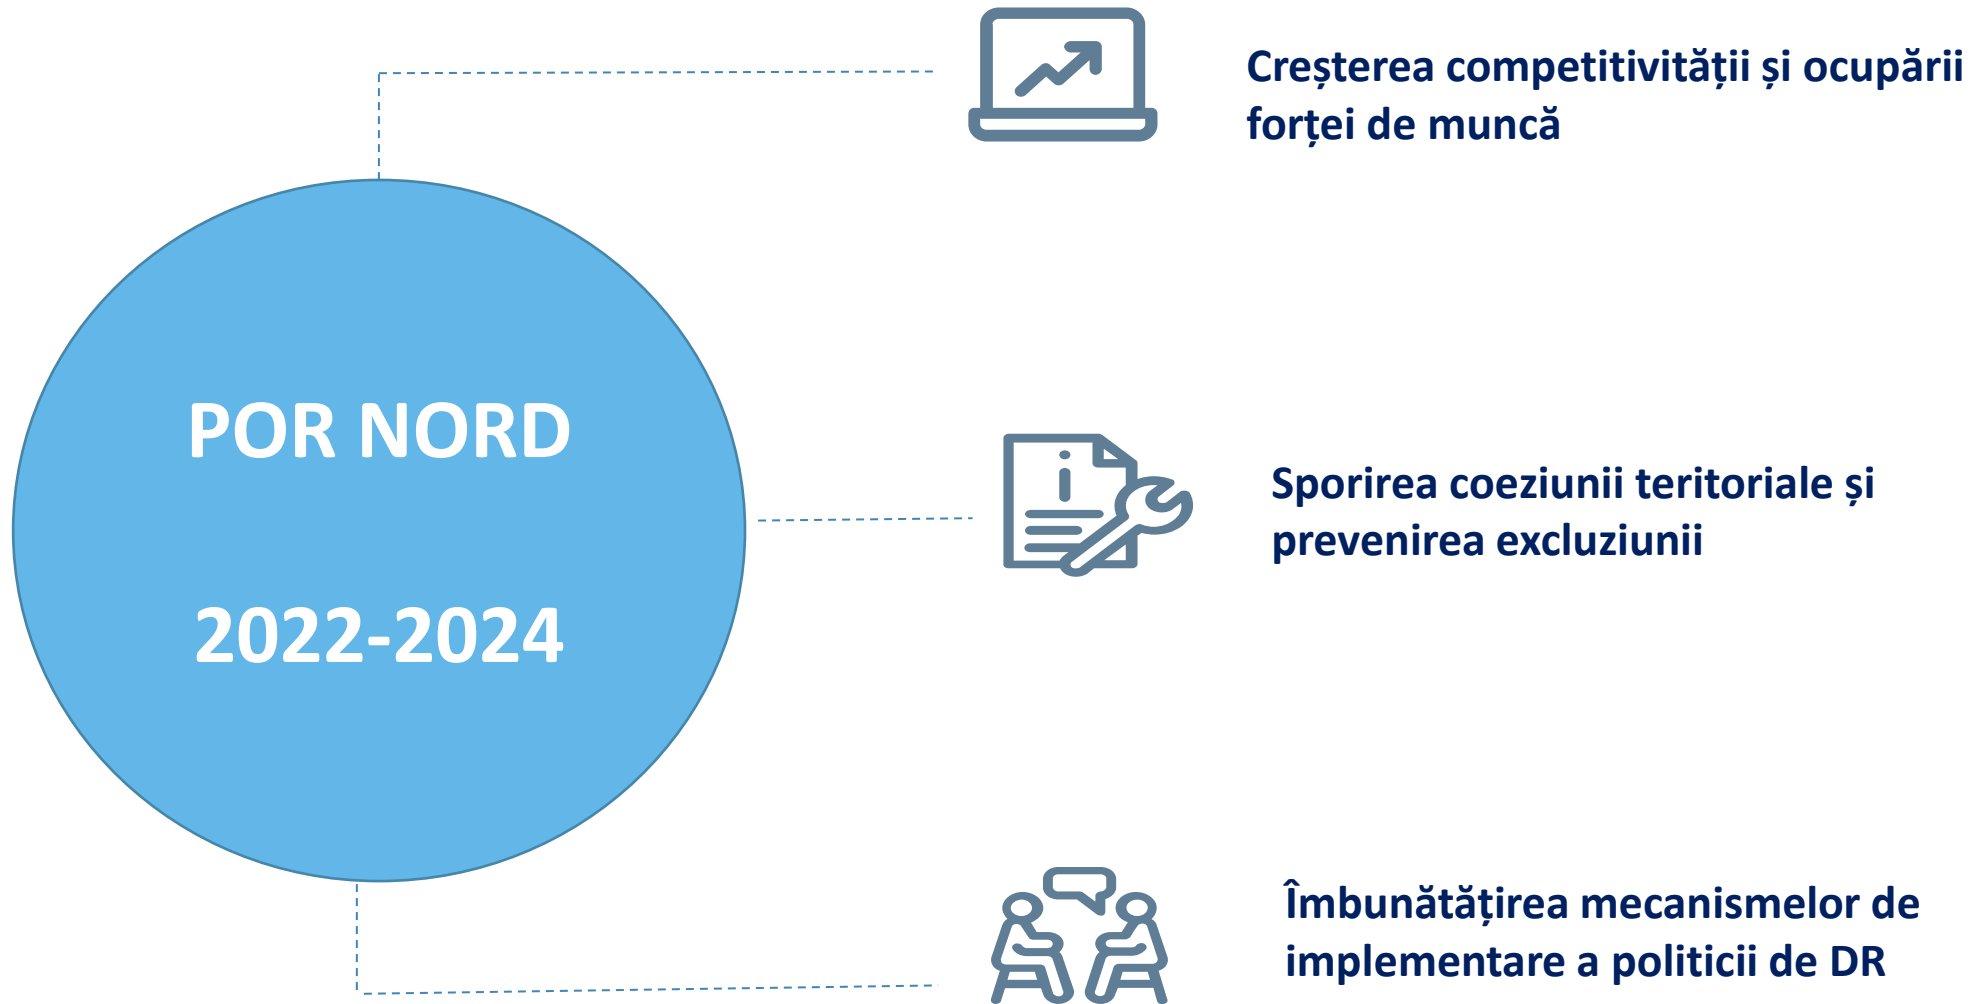 POR NORD
2022-2024
Creșterea competitivității și ocupării
forței de muncă
Sporirea coeziunii teritoriale și
prevenirea excluziunii
Îmbunătățirea mecanismelor de
implementare a politicii de DR